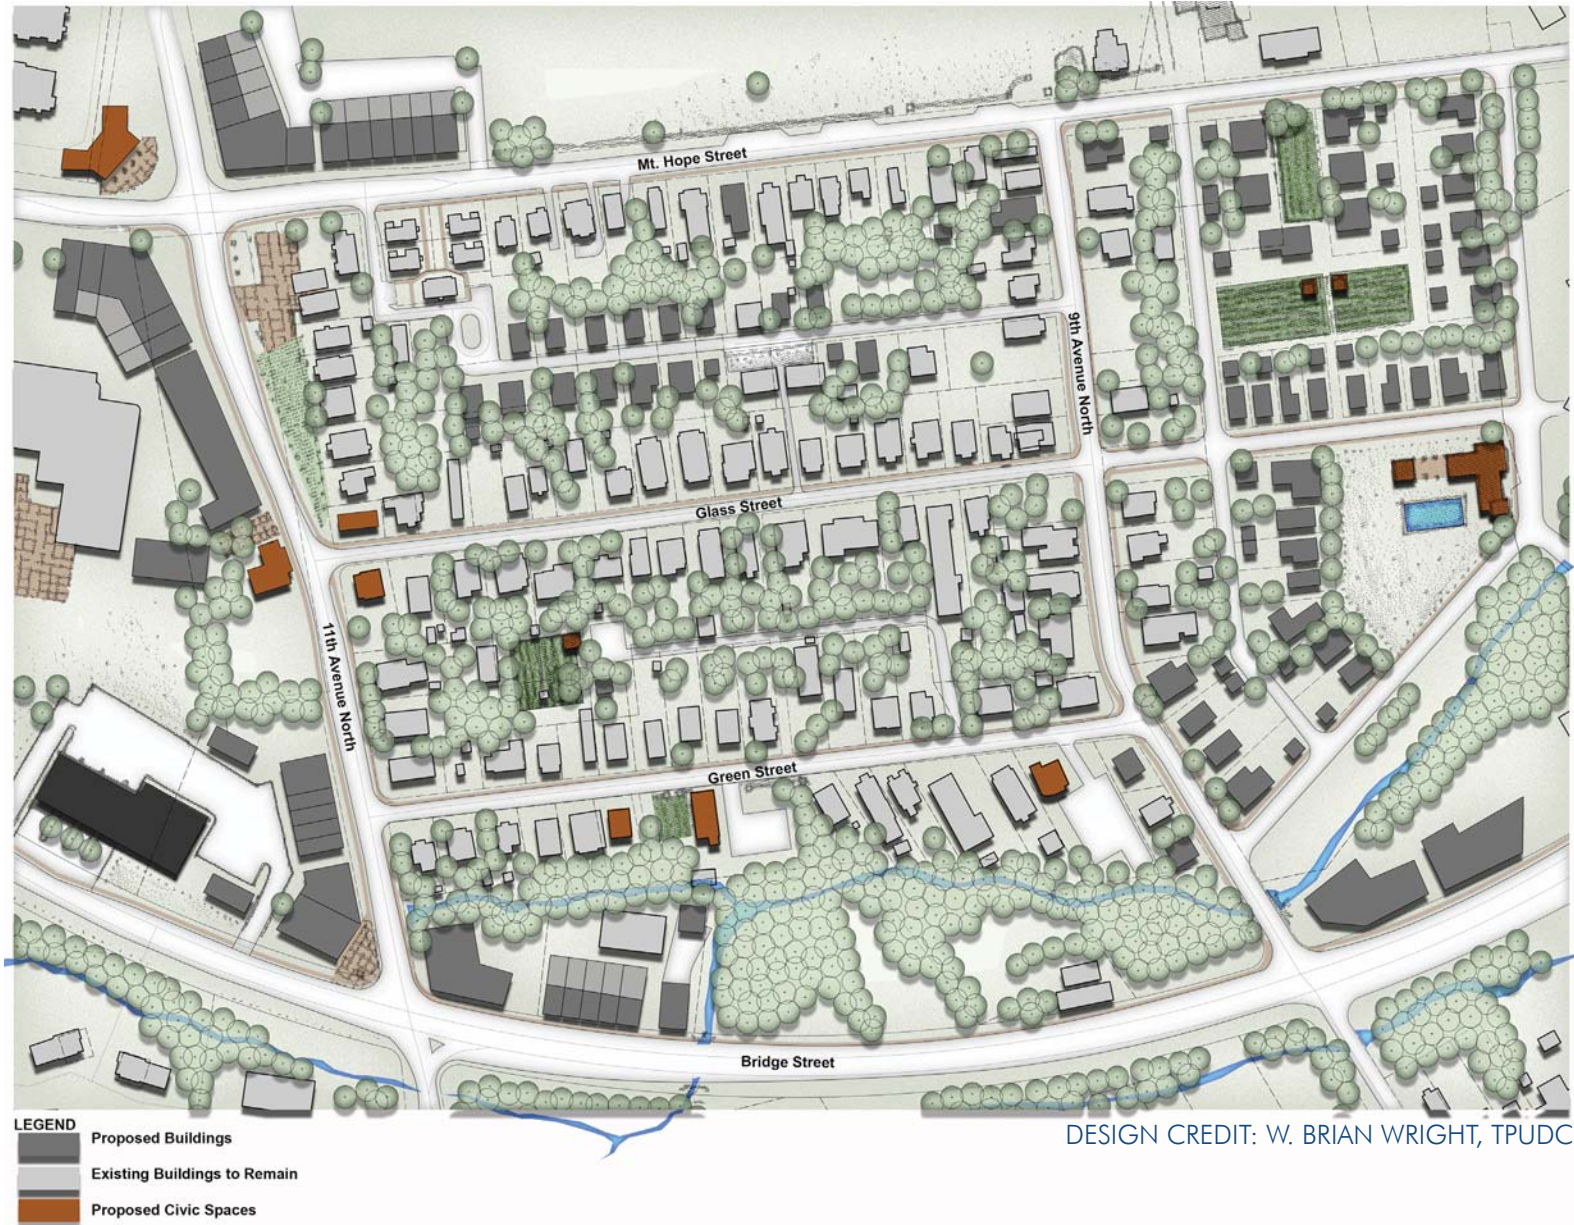 Mt. Hope Street
9th Avenue North
Glass Street
11th Avenue North
Green Street
Bridge Street
LEGEND
Proposed Buildings
Existing Buildings to Remain
Proposed Civic Spaces
DESIGN CREDIT: W. BRIAN WRIGHT, TPUDC